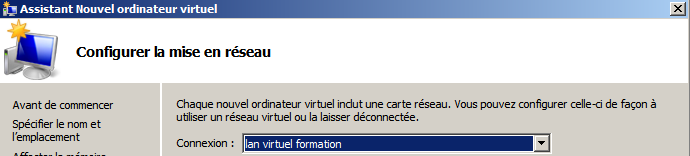 Assistant Nouvel ordinateur virtuel
Configurer la mise en réseau
Avant de commencer
Spécifier le nom et
l'emplacement
Affecter la mémoire
Chaque nouvel ordinateur virtuel inclut une carte réseau. Vous pouvez configurer celle-ci de façon à
utiliser un réseau virtuel ou la laisser déconnectée.
Connexion : lan virtuel formation